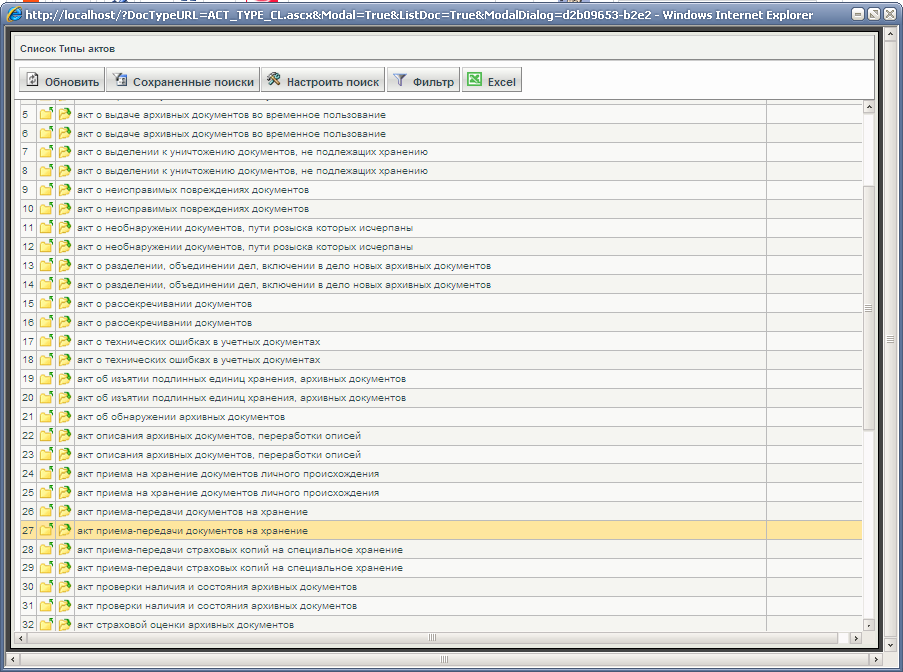 http://localhost/?DocTypeURL=ACT_TYPE_CL.ascx&Modal=True&ListDoc=True&ModalDialog=d2b09653-b2e2 - Windows Internet Explorer
Список Типы актов
Обновить Сохраненные поиски Настроить поиск Фильтр Excel
5 акт о выдаче архивных документов во временное пользование
6 акт о выдаче архивных документов во временное пользование
7 акт о выделении к уничтожению документов, не подлежащих хранению
8 акт о выделении к уничтожению документов, не подлежащих хранению
9 акт о неисправимых повреждениях документов
10 акт о неисправимых повреждениях документов
11 акт о необнаружении документов, пути розыска которых исчерпаны
12 акт о необнаружении документов, пути розыска которых исчерпаны
13 акт о разделении, объединении дел, включении в дело новых архивных документов
14 акт о разделении, объединении дел, включении в дело новых архивных документов
15 акт о рассекречивании документов
16 акт о рассекречивании документов
17 акт о технических ошибках в учетных документах
18 акт о технических ошибках в учетных документах
19 акт об изъятии подлинных единиц хранения, архивных документов
20 акт об изъятии подлинных единиц хранения, архивных документов
21 акт об обнаружении архивных документов
22 акт описания архивных документов, переработки описей
23 акт описания архивных документов, переработки описей
24 акт приема на хранение документов личного происхождения
25 акт приема на хранение документов личного происхождения
26 акт приема-передачи документов на хранение
27 акт приема-передачи документов на хранение
28 акт приема-передачи страховых копий на специальное хранение
29 акт приема-передачи страховых копий на специальное хранение
30 акт проверки наличия и состояния архивных документов
31 акт проверки наличия и состояния архивных документов
32 акт страховой оценки архивных документов